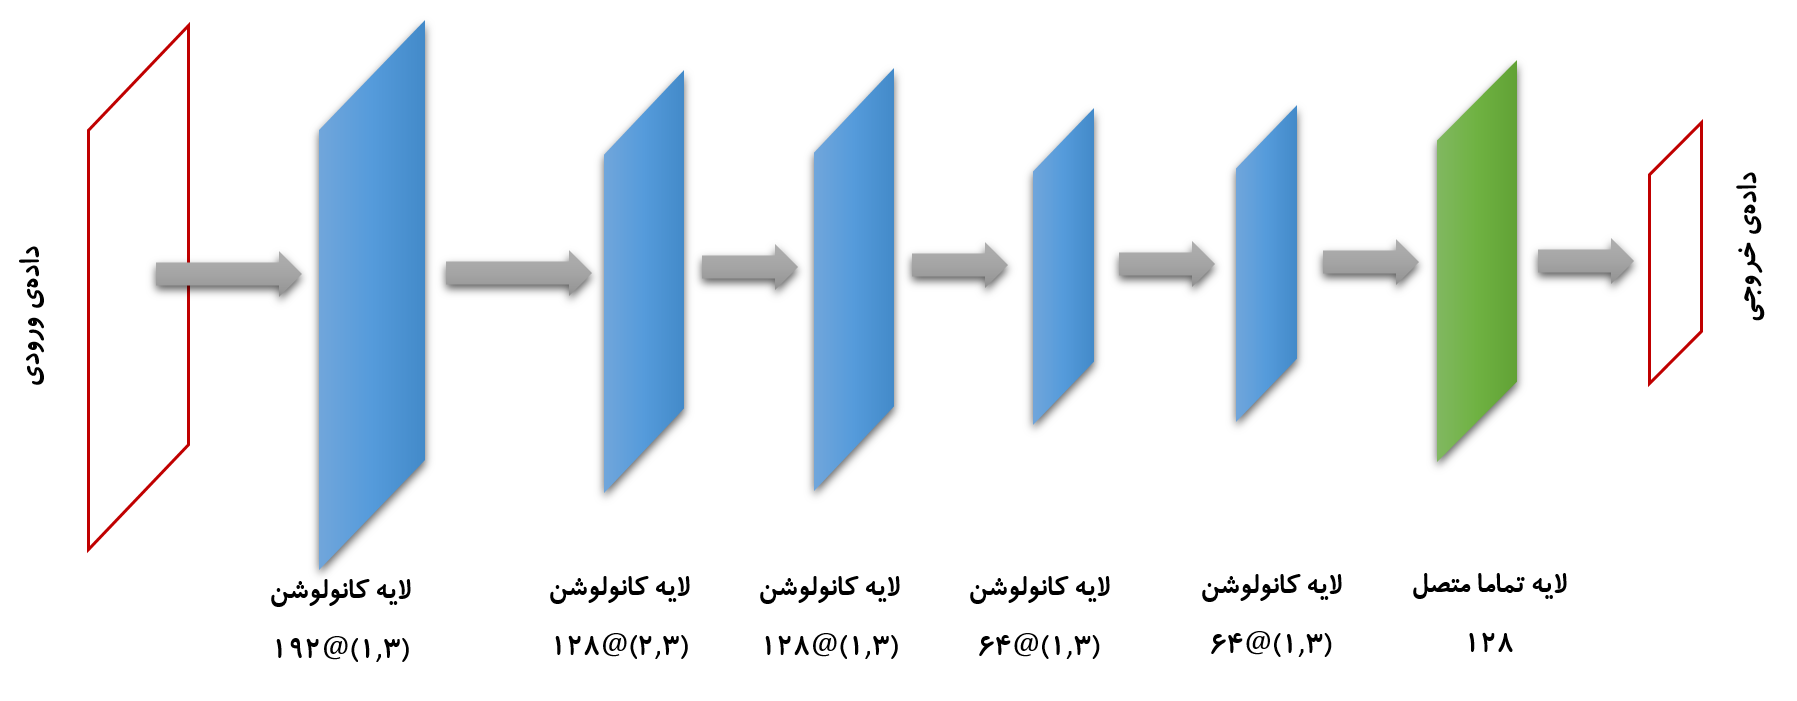 داده‌ی ورودی
لایه کانولوشن
۱۹۲@(۱,۳)
لایه کانولوشن
۱۲۸@(۲,۳)
لایه کانولوشن
۱۲۸@(۱,۳)
لایه کانولوشن
۶۴@(۱,۳)
لایه کانولوشن
۶۴@(۱,۳)
لایه تماما متصل
۱۲۸
داده‌ی خروجی